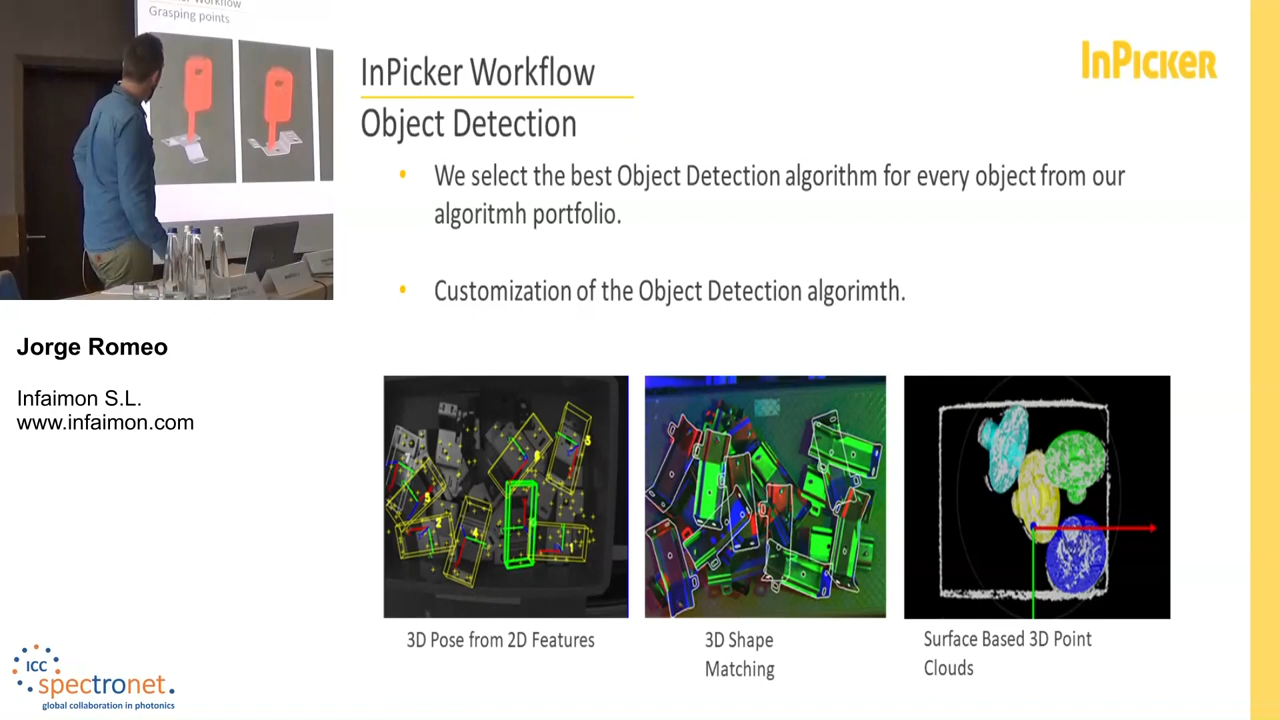 Workflow
Grasping points
InPicker
InPicker Workflow
Object Detection
• We select the best Object Detection algorithm for every object from our
algoritmh portfolio.
• Customization of the Object Detection algorimth.
Jorge Romeo
Infaimon S.L.
www.infaimon.com
3D Pose from 2D Features
3D Shape
Matching
Surface Based 3D Point
Clouds
ICC
spectronet.
global collaboration in photonics